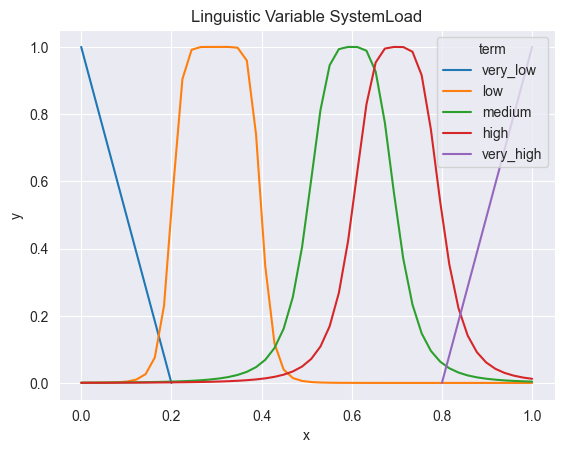 Linguistic Variable SystemLoad
term
very_low
low
medium
high
very_high
y
1.0
0.8
0.6
0.4
0.2
0.0
0.0 0.2 0.4 0.6 0.8 1.0
x